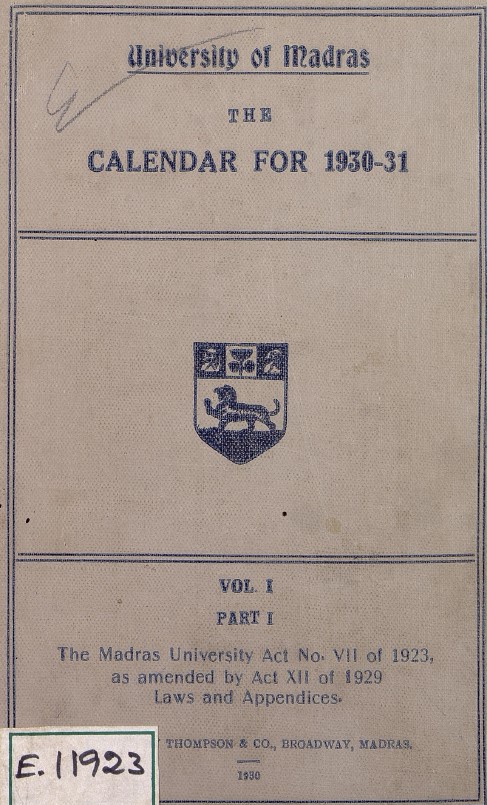 University of Madras
THE
CALENDAR FOR 1930-31
VOL. I
PART I
The Madras University Act No. VII of 1923,
as amended by Act XII of 1929
Laws and Appendices.
THOMPSON & CO., BROADWAY, MADRAS.
1930
E.11923